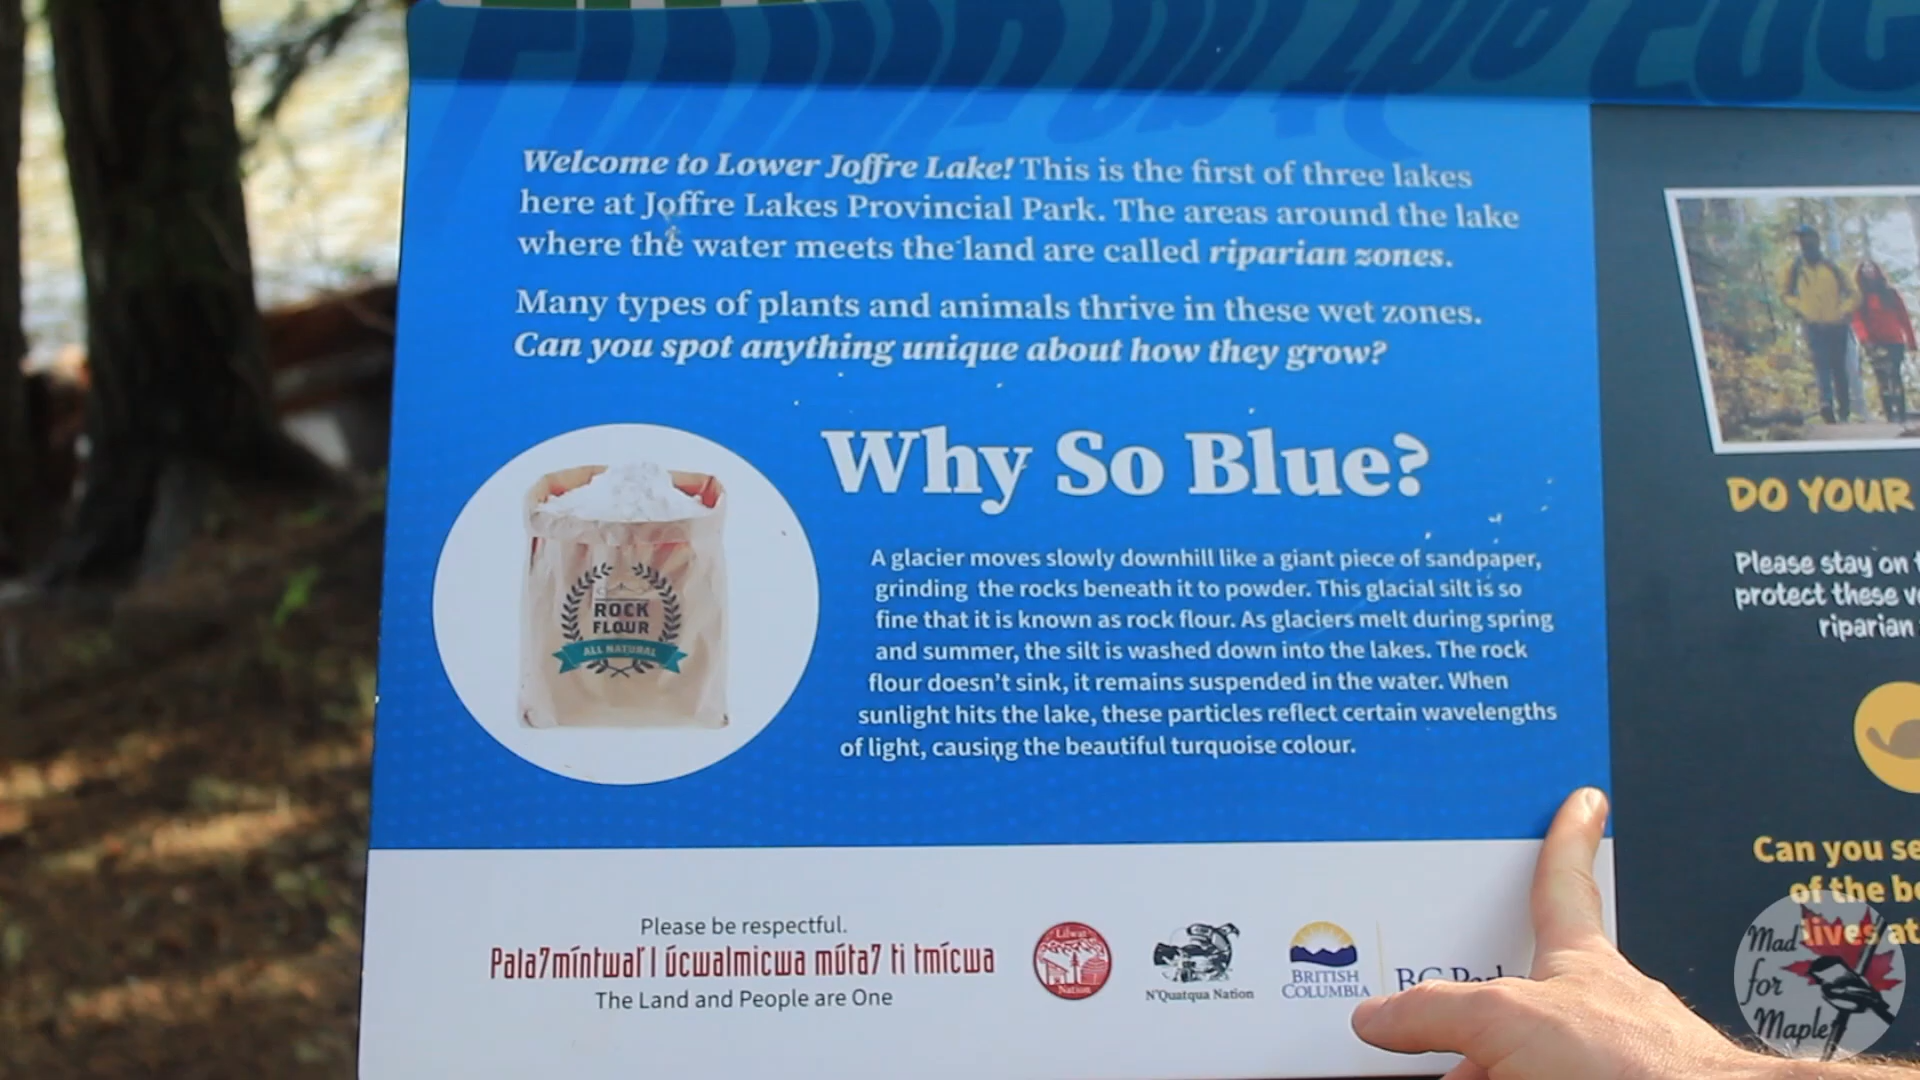 Welcome to Lower Joffre Lake! This is the first of three lakes
here at Joffre Lakes Provincial Park. The areas around the lake
where the water meets the land are called riparian zones.
Many types of plants and animals thrive in these wet zones.
Can you spot anything unique about how they grow?
Why So Blue?
A glacier moves slowly downhill like a giant piece of sandpaper,
grinding the rocks beneath it to powder. This glacial silt is so
fine that it is known as rock flour. As glaciers melt during spring
and summer, the silt is washed down into the lakes. The rock
flour doesn't sink, it remains suspended in the water. When
sunlight hits the lake, these particles reflect certain wavelengths
of light, causing the beautiful turquoise colour.
ROCK
FLOUR
ALL NATURAL
Please be respectful.
Pala7míntwal̓ I úcwalmicwa múta7 ti tmícwa
The Land and People are One
Lil'wat
Nation
N'Quatqua Nation
BRITISH
COLUMBIA
BC
DO YOUR
Please stay on
protect these
riparian
Can you
of the
lives at
Mad
for
Maple